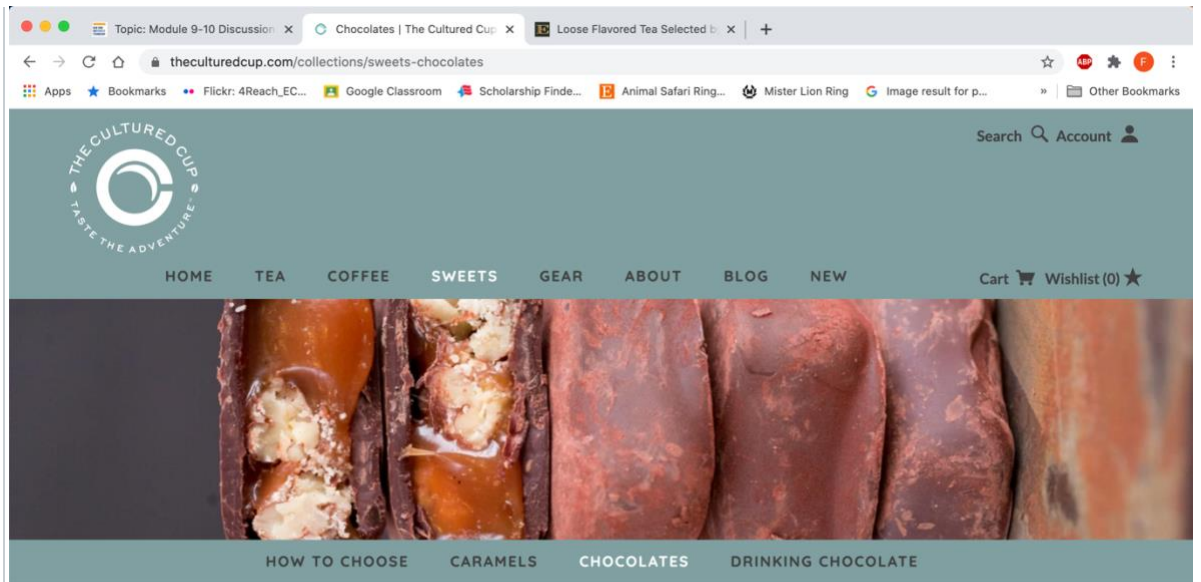 Topic: Module 9-10 Discussion
Chocolates | The Cultured Cup
Loose Flavored Tea Selected b
theculturedcup.com/collections/sweets-chocolates
ABP
F
Apps Bookmarks Flickr: 4Reach_EC... Google Classroom Scholarship Finde... Animal Safari Ring... Mister Lion Ring Image result for p... » Other Bookmarks
THE CULTURED CUP
TASTE THE ADVENTURE™
Search Account
HOME TEA COFFEE SWEETS GEAR ABOUT BLOG NEW
Cart Wishlist (0)
HOW TO CHOOSE CARAMELS CHOCOLATES DRINKING CHOCOLATE